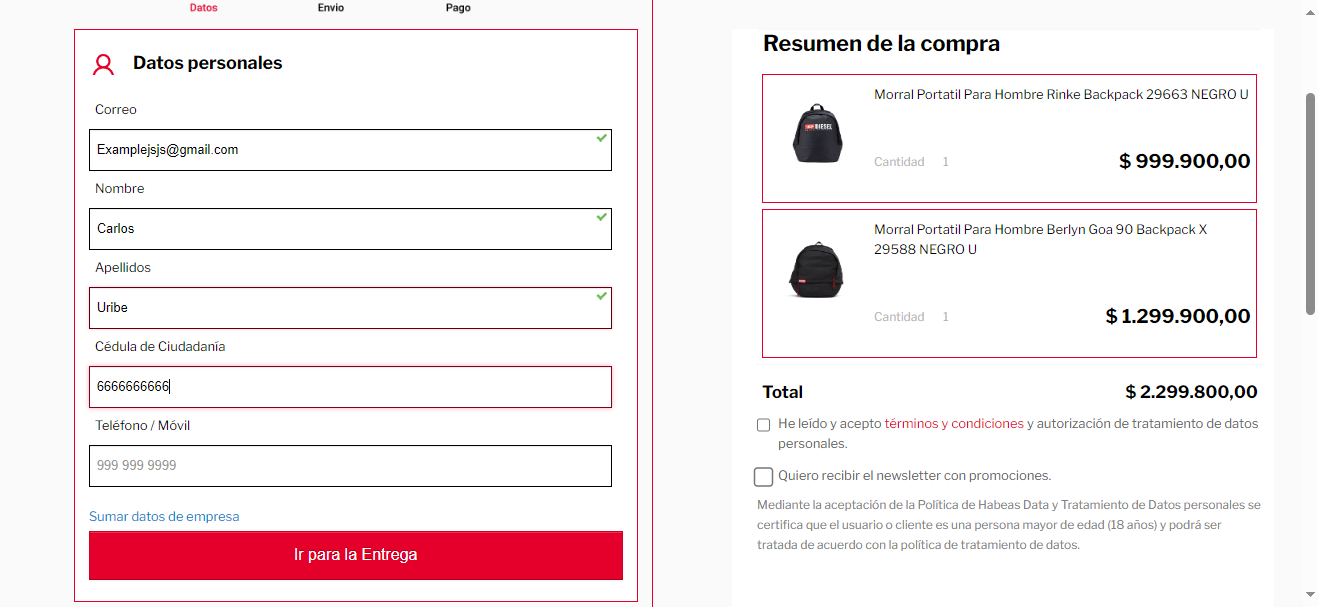 Datos
Envio
Pago
Datos personales
Correo
Examplejsjs@gmail.com
Nombre
Carlos
Apellidos
Uribe
Cédula de Ciudadanía
6666666666
Teléfono / Móvil
999 999 9999
Sumar datos de empresa
Ir para la Entrega
Resumen de la compra
DIESEL
Morral Portatil Para Hombre Rinke Backpack 29663 NEGRO U
Cantidad 1
$ 999.900,00
Morral Portatil Para Hombre Berlyn Goa 90 Backpack X
29588 NEGRO U
Cantidad 1
$ 1.299.900,00
Total
$ 2.299.800,00
He leído y acepto términos y condiciones y autorización de tratamiento de datos
personales.
Quiero recibir el newsletter con promociones.
Mediante la aceptación de la Política de Habeas Data y Tratamiento de Datos personales se
certifica que el usuario o cliente es una persona mayor de edad (18 años) y podrá ser
tratada de acuerdo con la política de tratamiento de datos.